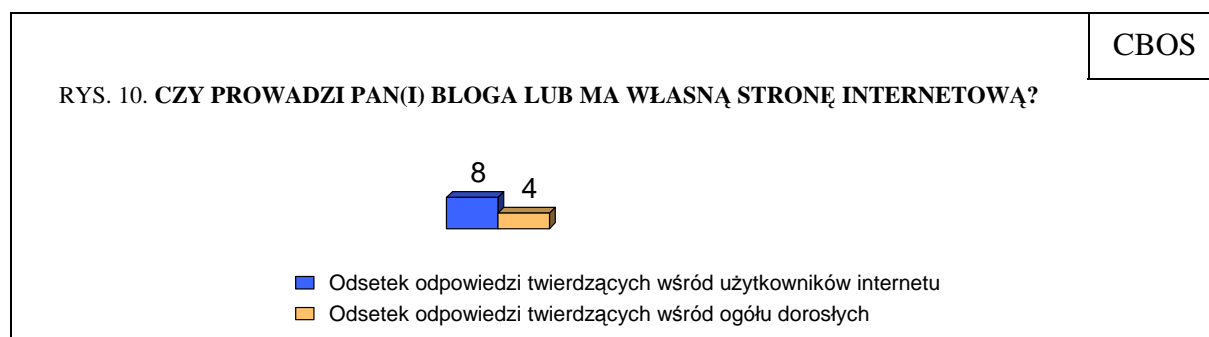 CBOS
RYS. 10. CZY PROWADZI PAN(I) BLOGA LUB MA WŁASNĄ STRONĘ INTERNETOWĄ?
8
4
Odsetek odpowiedzi twierdzących wśród użytkowników internetu
Odsetek odpowiedzi twierdzących wśród ogółu dorosłych